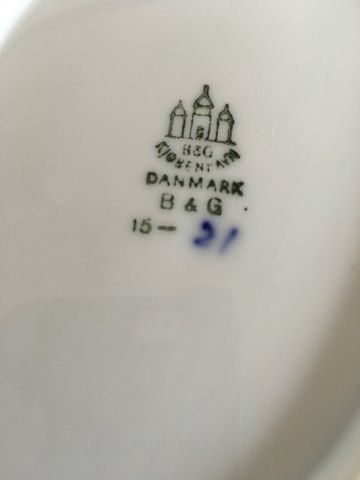 B&G
KJØBENHAVN
DANMARK
B & G
15 — 21